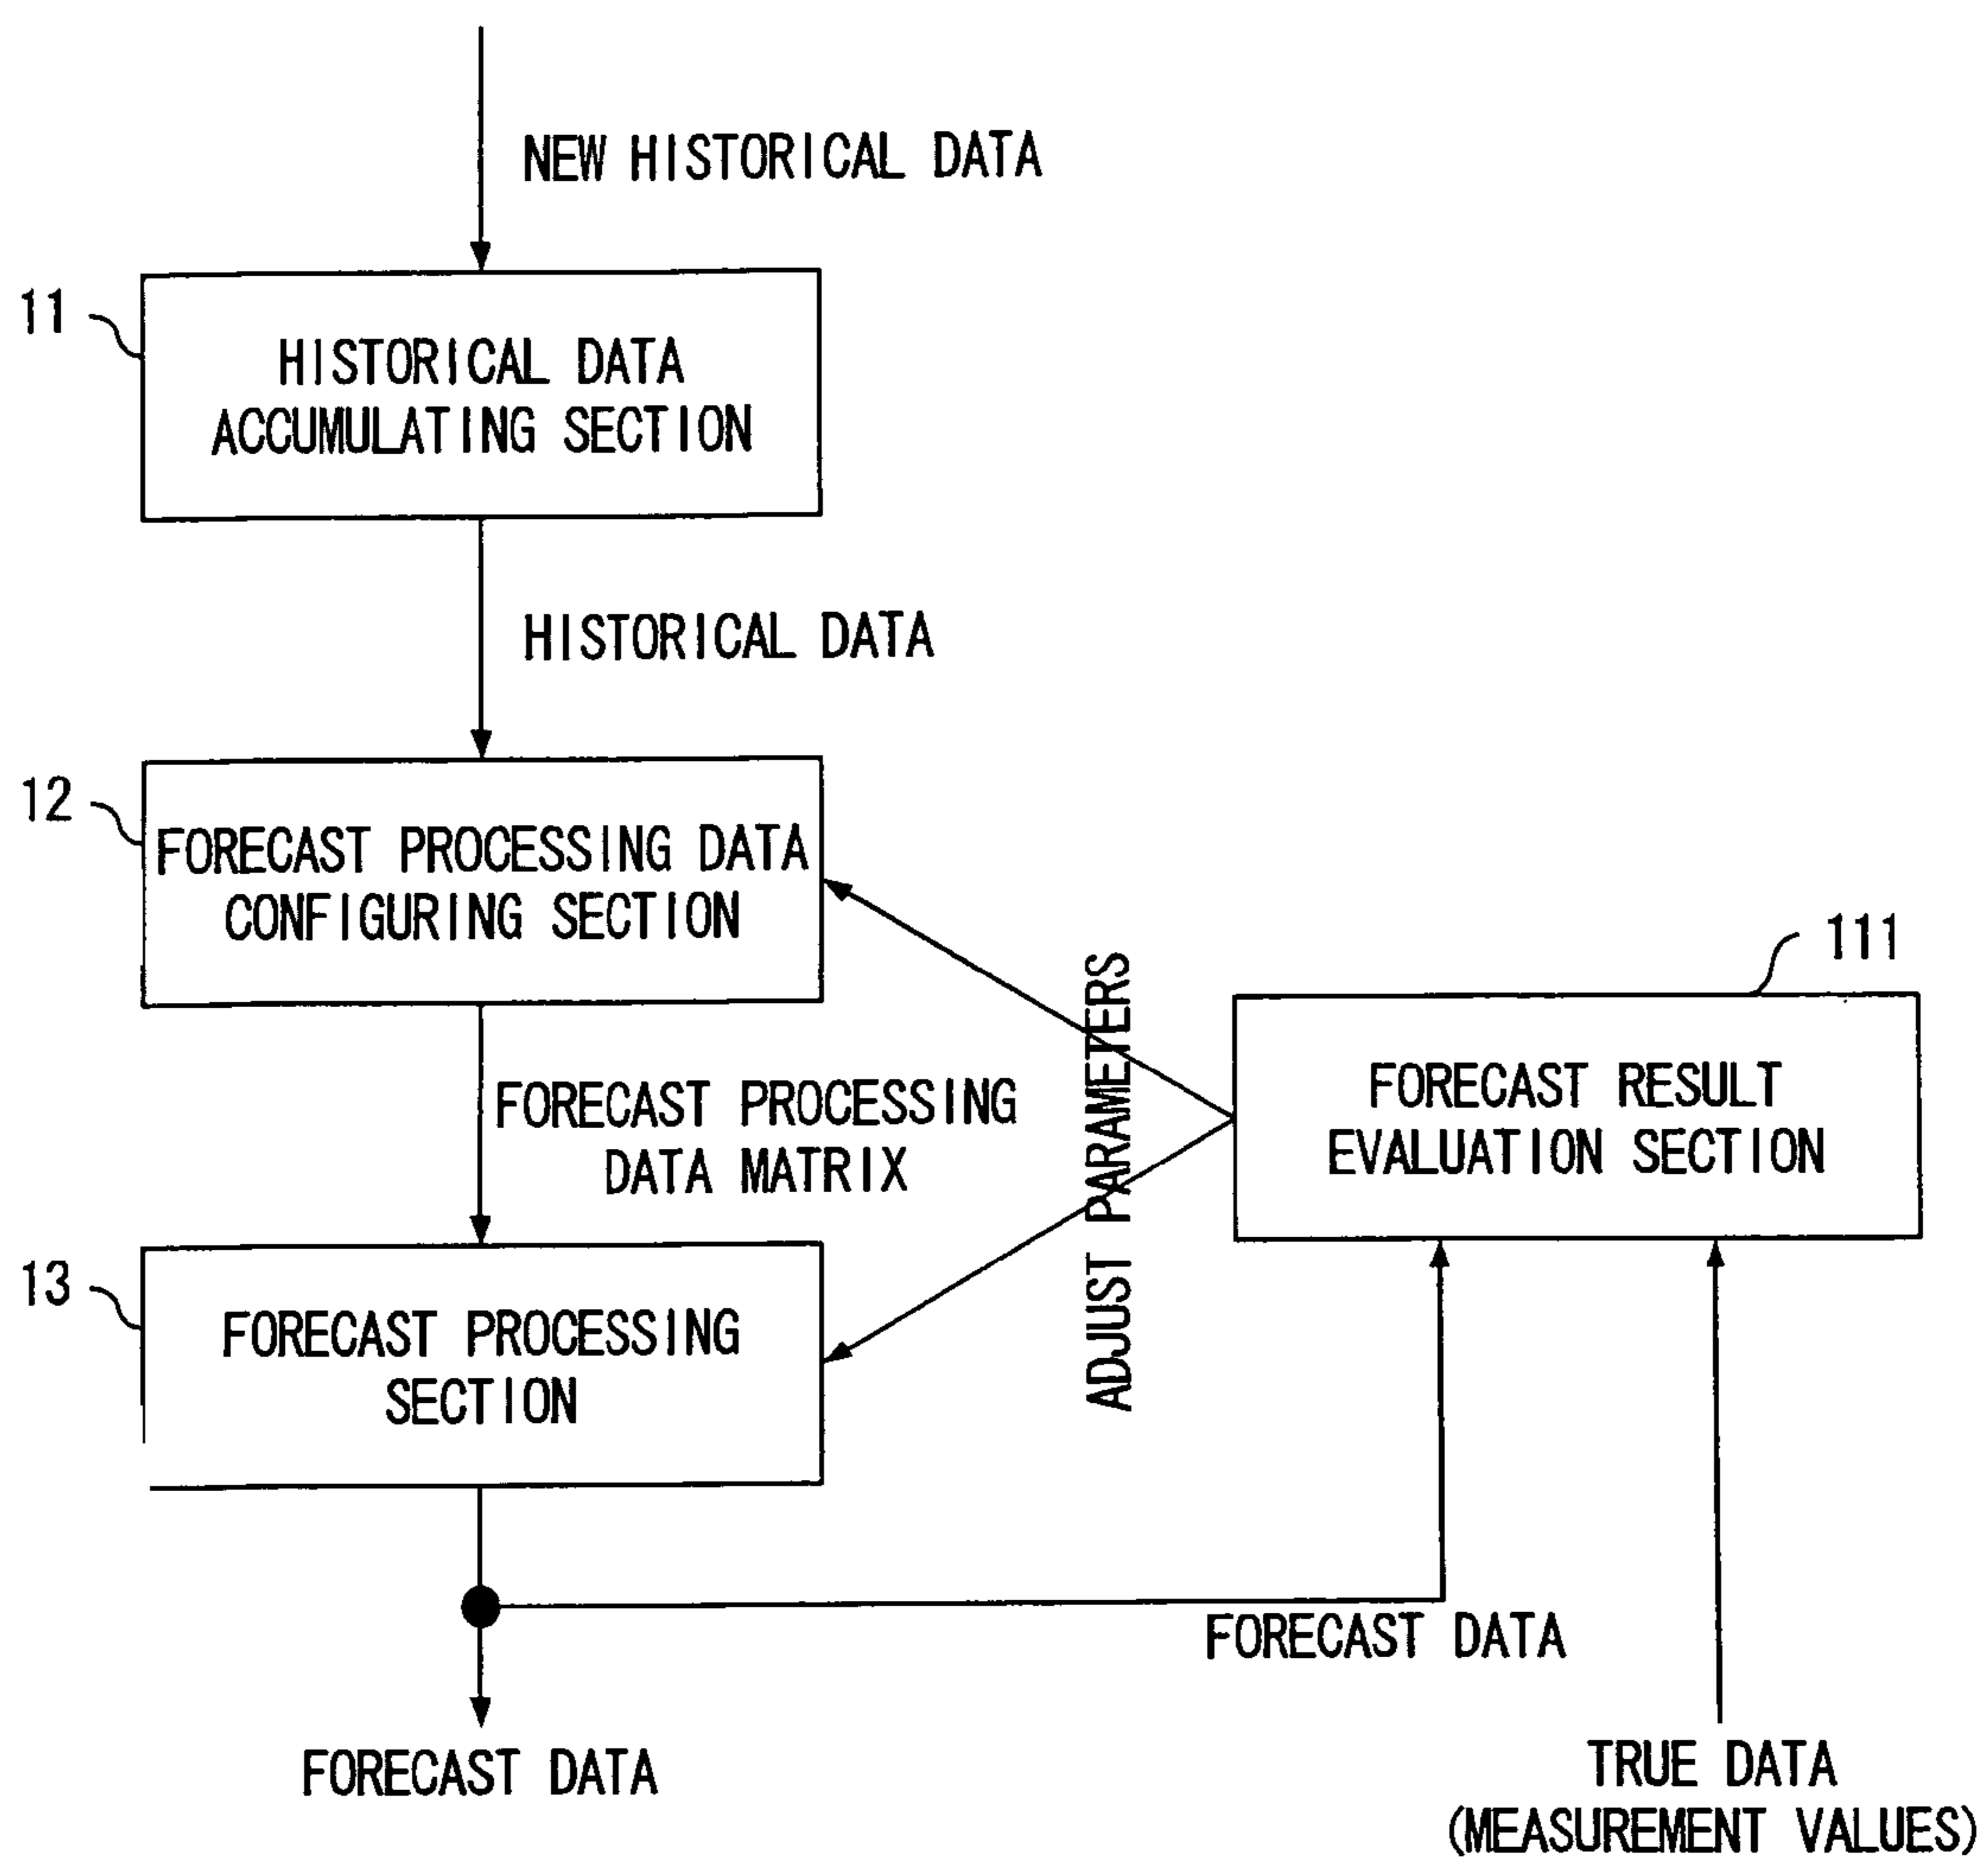 NEW HISTORICAL DATA
11
HISTORICAL DATA
ACCUMULATING SECTION
HISTORICAL DATA
12
FORECAST PROCESSING DATA
CONFIGURING SECTION
111
FORECAST RESULT
EVALUATION SECTION
ADJUST PARAMETERS
FORECAST PROCESSING
DATA MATRIX
13
FORECAST PROCESSING
SECTION
FORECAST DATA
FORECAST DATA
TRUE DATA
(MEASUREMENT VALUES)